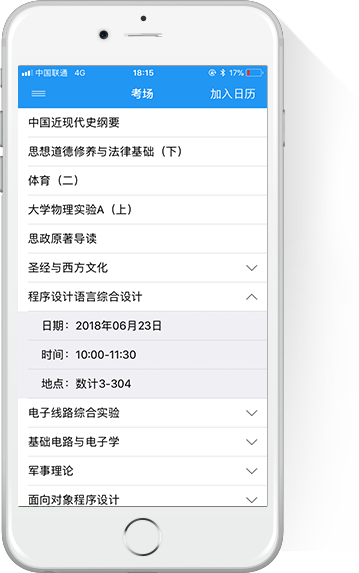 中国联通 4G 18:15 17%
考场 加入日历
中国近现代史纲要
思想道德修养与法律基础（下）
体育（二）
大学物理实验A（上）
思政原著导读
圣经与西方文化
程序设计语言综合设计
日期：2018年06月23日
时间：10:00-11:30
地点：数计3-304
电子线路综合实验
基础电路与电子学
军事理论
面向对象程序设计